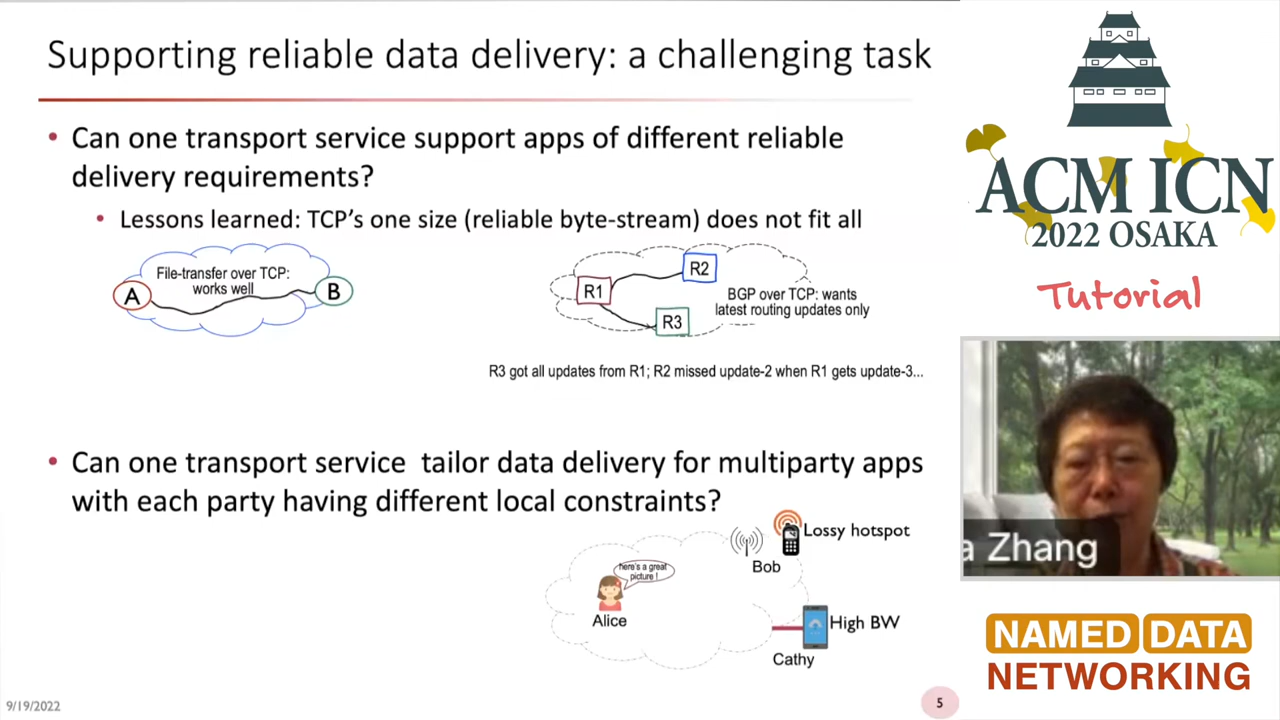 Supporting reliable data delivery: a challenging task
• Can one transport service support apps of different reliable
delivery requirements?
• Lessons learned: TCP's one size (reliable byte-stream) does not fit all
File-transfer over TCP:
works well
A
B
R1
R2
R3
BGP over TCP: wants
latest routing updates only
R3 got all updates from R1; R2 missed update-2 when R1 gets update-3...
• Can one transport service tailor data delivery for multiparty apps
with each party having different local constraints?
here's a great
picture !
Alice
Lossy hotspot
Bob
High BW
Cathy
9/19/2022
5
ACM ICN
2022 OSAKA
Tutorial
a Zhang
NAMED DATA
NETWORKING